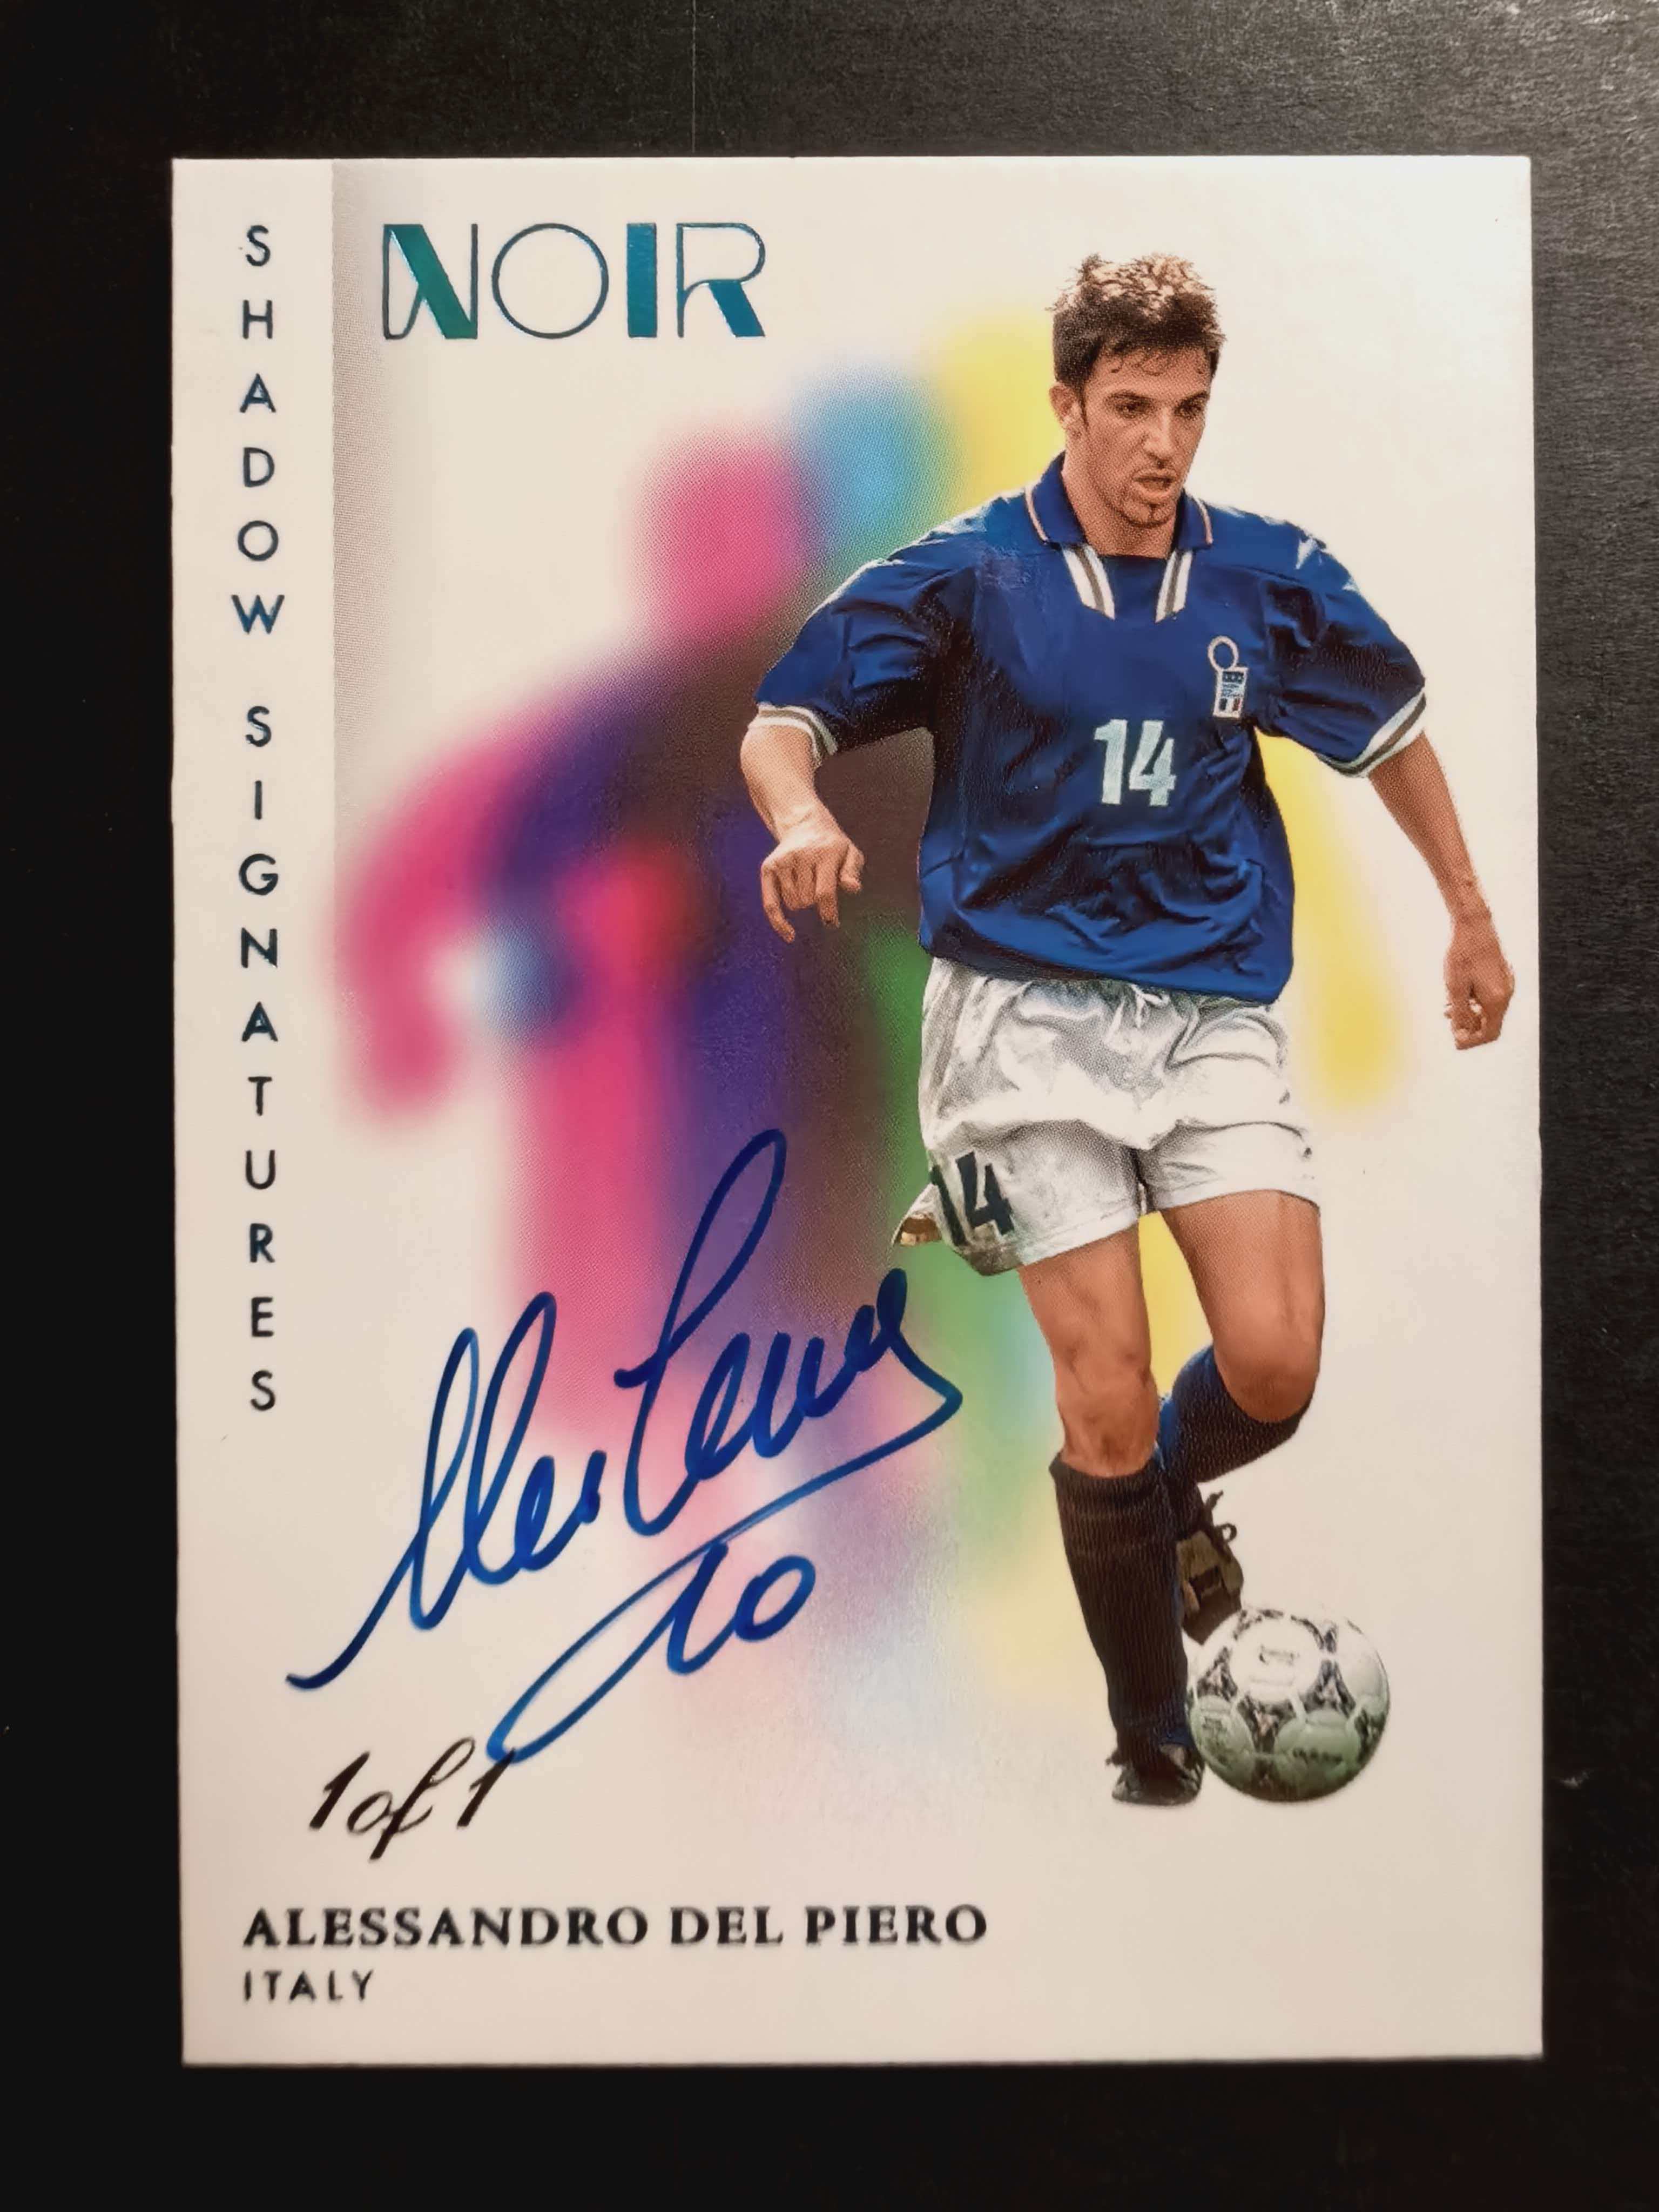 SHADOW SIGNATURES
NOIR
14
14
10
1 of 1
ALESSANDRO DEL PIERO
ITALY